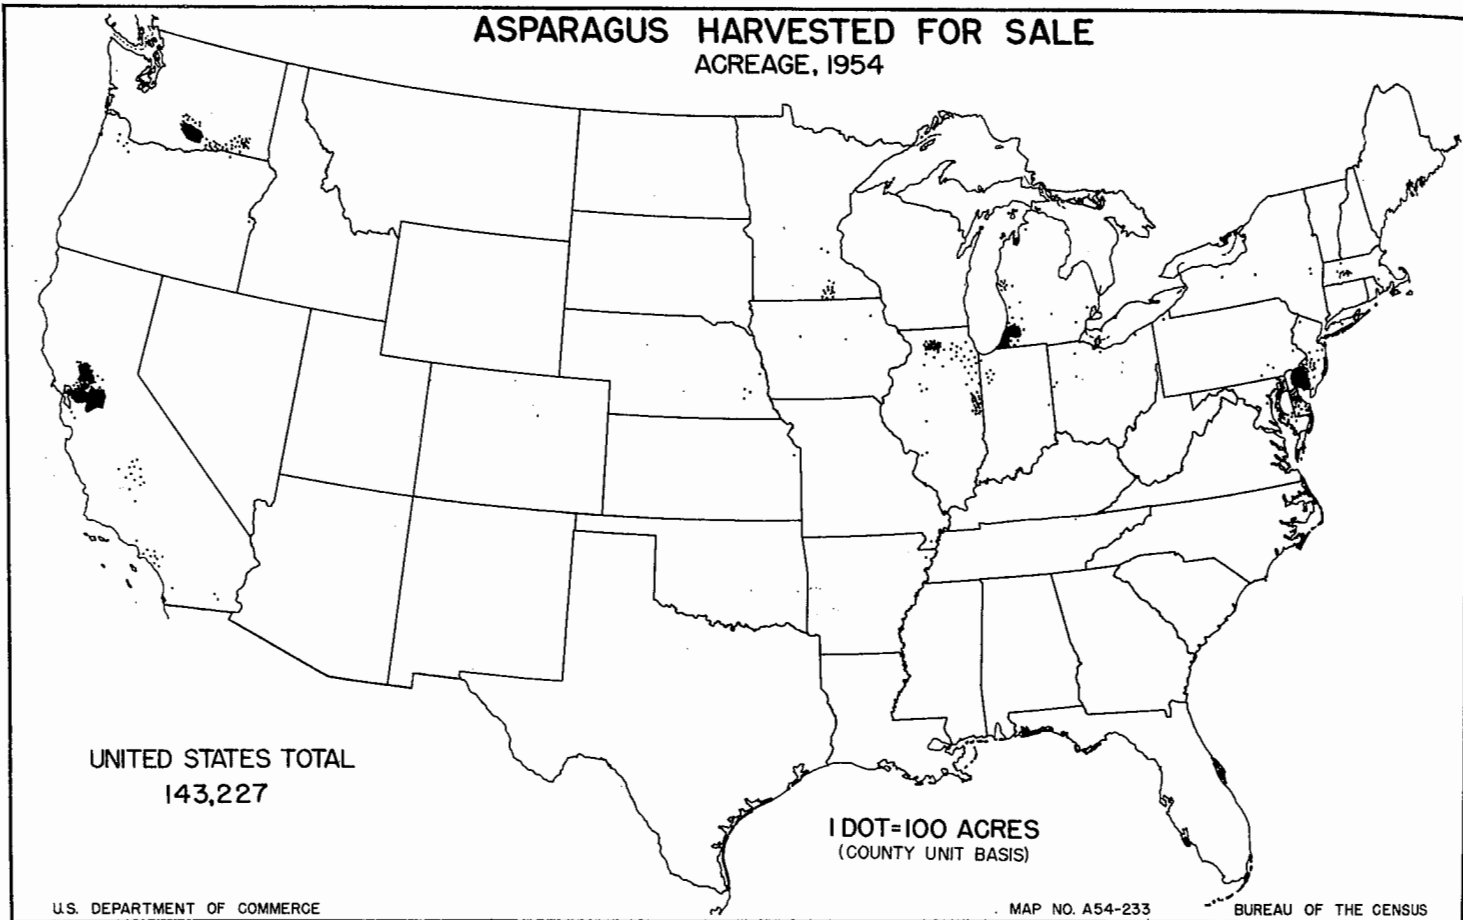 ASPARAGUS HARVESTED FOR SALE
ACREAGE, 1954
UNITED STATES TOTAL
143,227
1 DOT=100 ACRES
(COUNTY UNIT BASIS)
U.S. DEPARTMENT OF COMMERCE
MAP NO. A54-233
BUREAU OF THE CENSUS